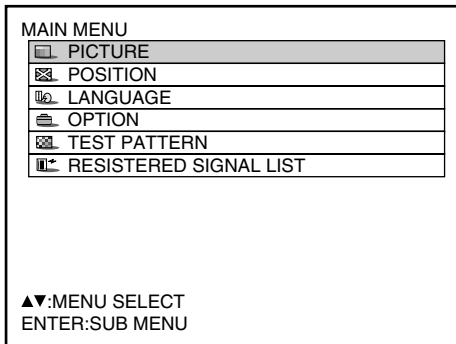 MAIN MENU
PICTURE
POSITION
LANGUAGE
OPTION
TEST PATTERN
RESISTERED SIGNAL LIST
▲▼:MENU SELECT
ENTER:SUB MENU